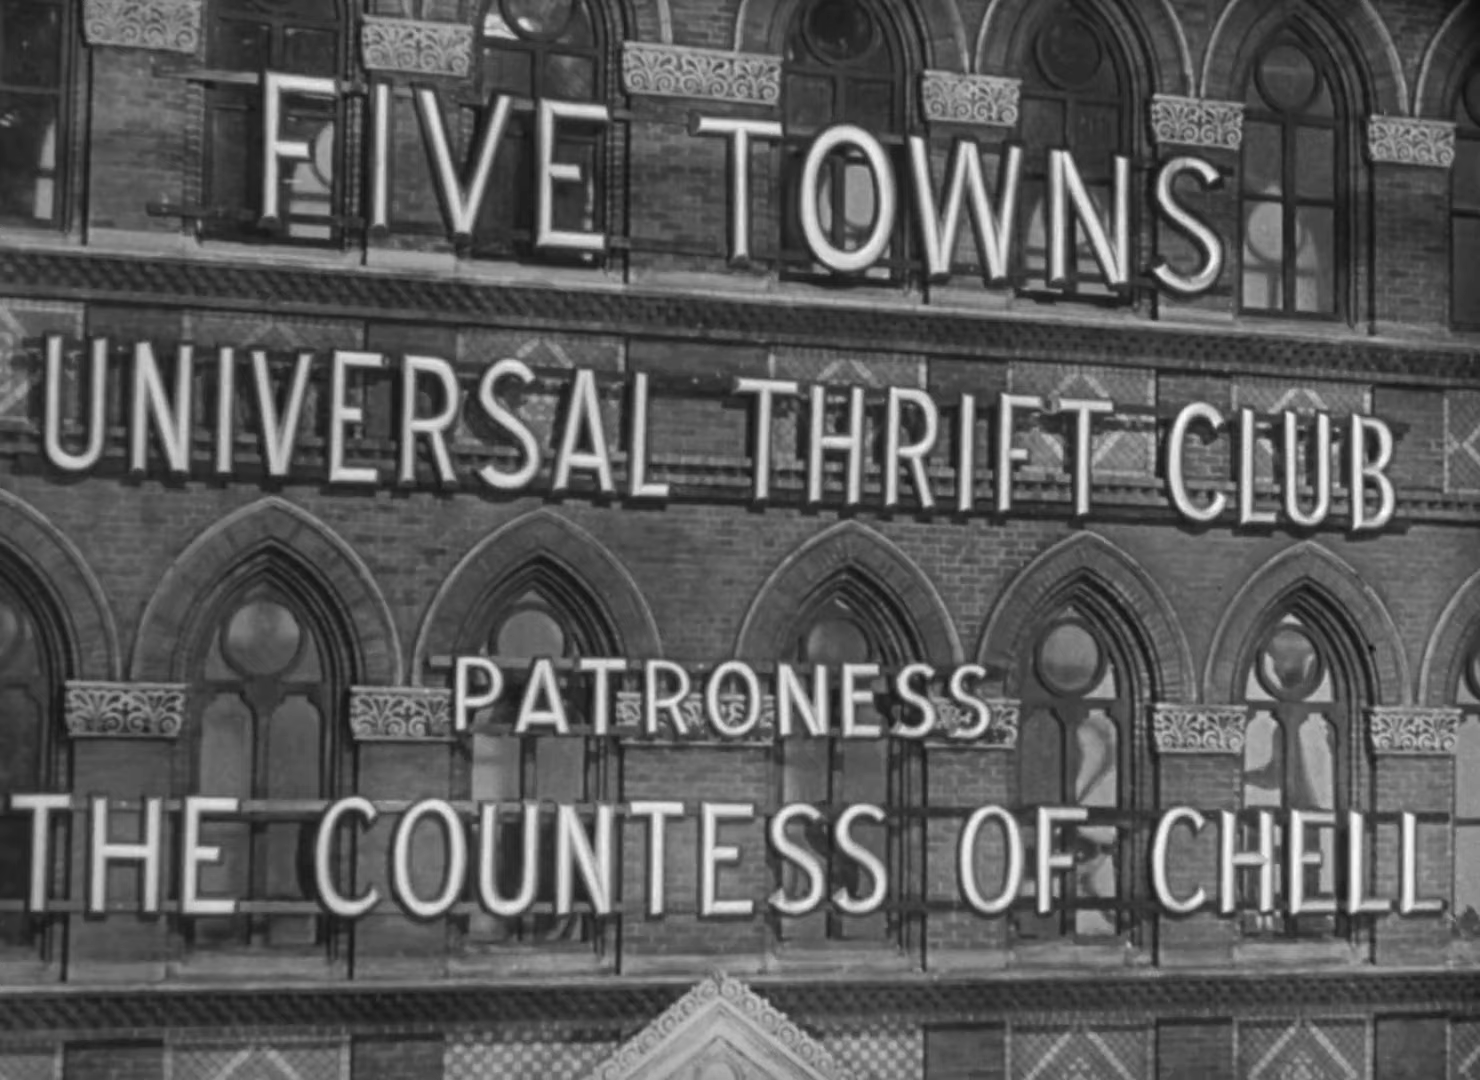 FIVE TOWNS
UNIVERSAL THRIFT CLUB
PATRONESS
THE COUNTESS OF CHELL